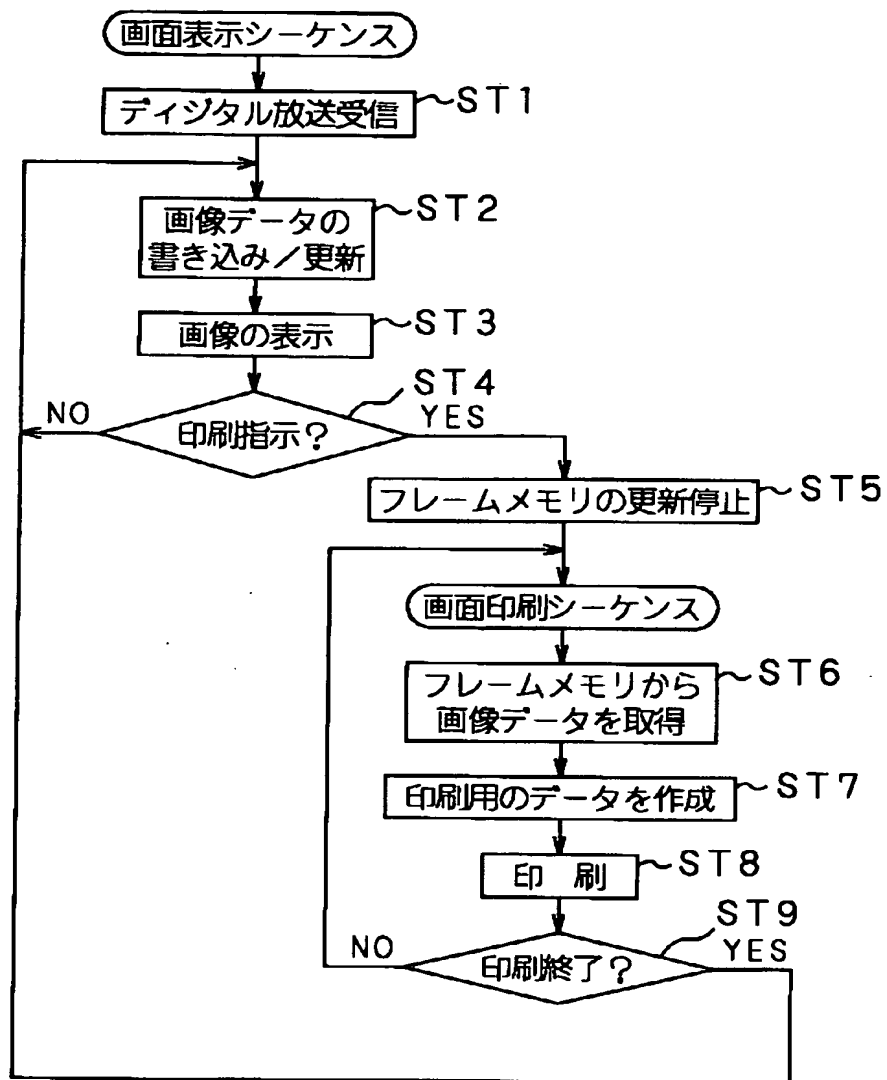 画面表示シーケンス
ディジタル放送受信
ST1
画像データの
書き込み／更新
ST2
画像の表示
ST3
ST4
NO
印刷指示？
YES
フレームメモリの更新停止
ST5
画面印刷シーケンス
フレームメモリから
画像データを取得
ST6
印刷用のデータを作成
ST7
印　刷
ST8
ST9
NO
印刷終了？
YES